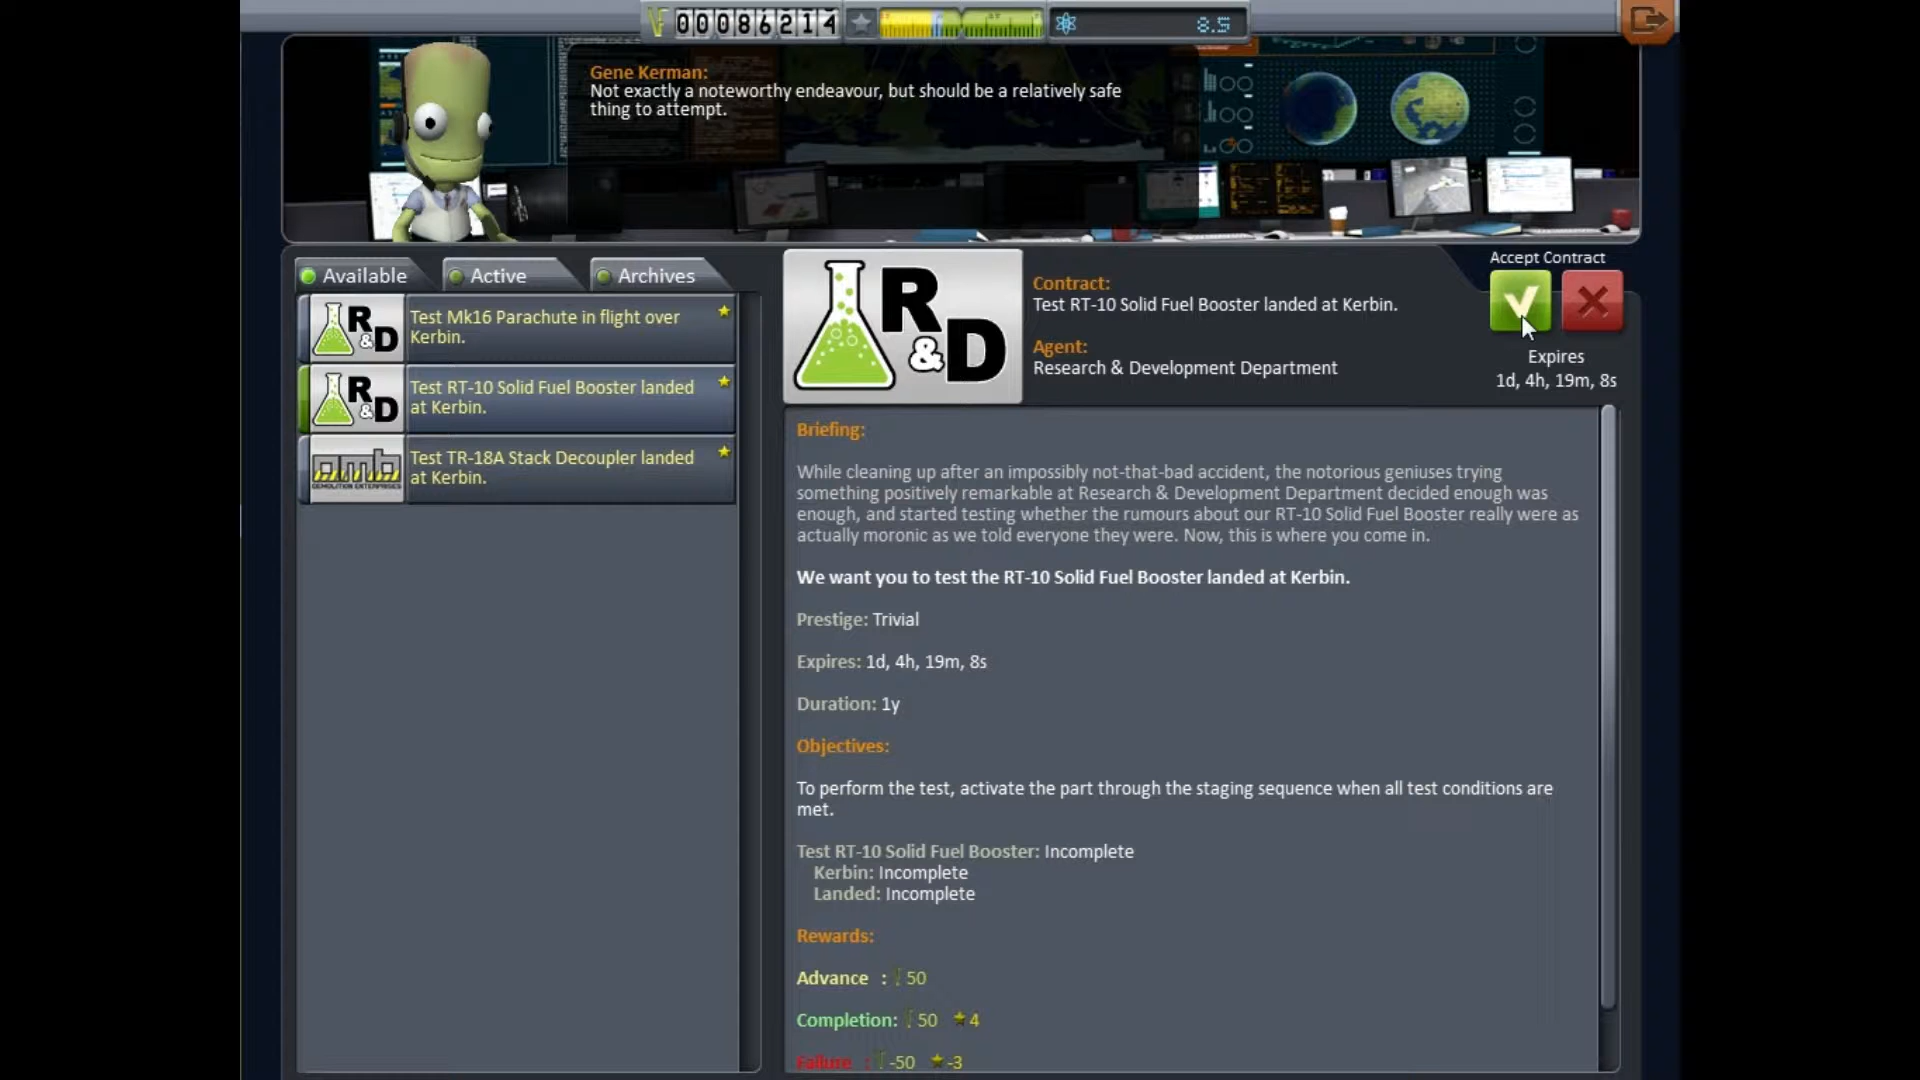 00086214
8.5
Gene Kerman:
Not exactly a noteworthy endeavour, but should be a relatively safe
thing to attempt.
Available
Active
Archives
R&D
Test Mk16 Parachute in flight over
Kerbin.
R&D
Test RT-10 Solid Fuel Booster landed
at Kerbin.
Test TR-18A Stack Decoupler landed
at Kerbin.
R&D
Contract:
Test RT-10 Solid Fuel Booster landed at Kerbin.
Agent:
Research & Development Department
Accept Contract
Expires
1d, 4h, 19m, 8s
Briefing:
While cleaning up after an impossibly not-that-bad accident, the notorious geniuses trying
something positively remarkable at Research & Development Department decided enough was
enough, and started testing whether the rumours about our RT-10 Solid Fuel Booster really were as
actually moronic as we told everyone they were. Now, this is where you come in.
We want you to test the RT-10 Solid Fuel Booster landed at Kerbin.
Prestige: Trivial
Expires: 1d, 4h, 19m, 8s
Duration: 1y
Objectives:
To perform the test, activate the part through the staging sequence when all test conditions are
met.
Test RT-10 Solid Fuel Booster: Incomplete
Kerbin: Incomplete
Landed: Incomplete
Rewards:
Advance : 50
Completion: 50 4
Failure : -50 -3